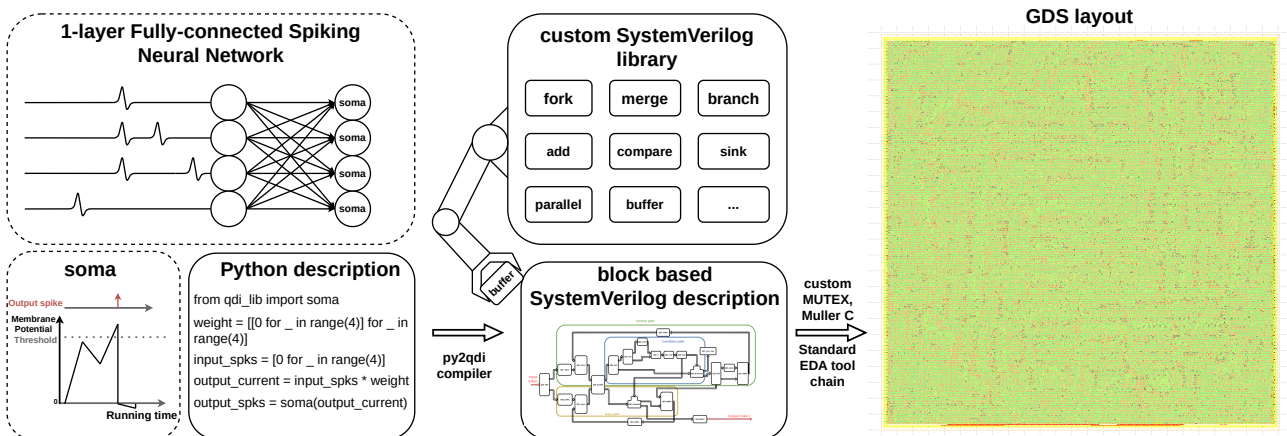 1-layer Fully-connected Spiking
Neural Network
soma
soma
soma
soma
soma
Output spike
Membrane
Potential
Threshold
0
Running time
Python description
from qdi_lib import soma
weight = [[0 for _ in range(4)] for _ in
range(4)]
input_spks = [0 for _ in range(4)]
output_current = input_spks * weight
output_spks = soma(output_current)
py2qdi
compiler
custom SystemVerilog
library
fork
merge
branch
add
compare
sink
parallel
buffer
...
buffer
block based
SystemVerilog description
custom
MUTEX,
Muller C
Standard
EDA tool
chain
GDS layout